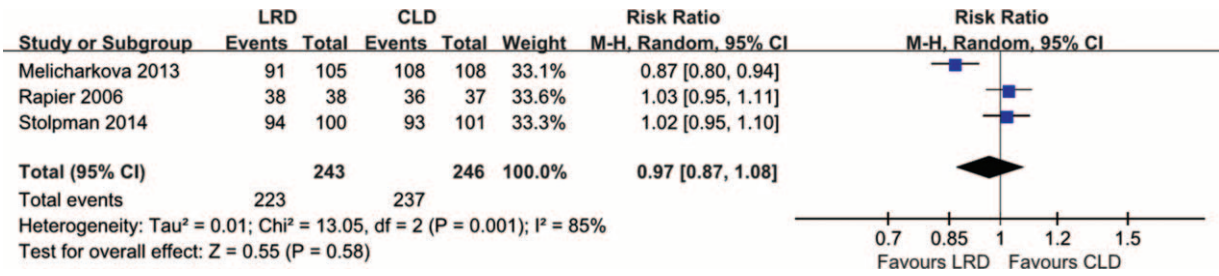 LRD CLD Risk Ratio Risk Ratio
Study or Subgroup Events Total Events Total Weight M-H, Random, 95% CI M-H, Random, 95% CI
Melicharkova 2013 91 105 108 108 33.1% 0.87 [0.80, 0.94]
Rapier 2006 38 38 36 37 33.6% 1.03 [0.95, 1.11]
Stolpman 2014 94 100 93 101 33.3% 1.02 [0.95, 1.10]
Total (95% CI) 243 246 100.0% 0.97 [0.87, 1.08]
Total events 223 237
Heterogeneity: Tau² = 0.01; Chi² = 13.05, df = 2 (P = 0.001); I² = 85%
Test for overall effect: Z = 0.55 (P = 0.58)
0.7 0.85 1 1.2 1.5
Favours LRD Favours CLD